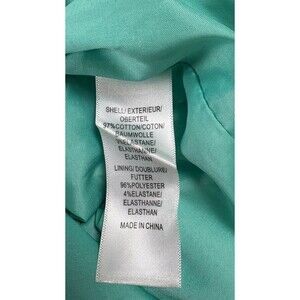 SHELL/ EXTERIEUR/
OBERTEIL
97%COTTON/COTON/
BAUMWOLLE
3%ELASTANE/
ELASTHANNE/
ELASTHAN
LINING/ DOUBLURE/
FUTTER
96%POLYESTER
4%ELASTANE/
ELASTHANNE/
ELASTHAN
MADE IN CHINA